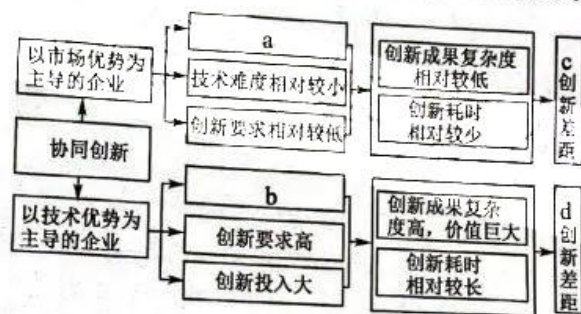 以市场优势为
主导的企业
a
技术难度相对较小
创新要求相对较低
创新成果复杂度
相对较低
创新耗时
相对较少
c
创
新
差
距
协同创新
以技术优势为
主导的企业
b
创新要求高
创新投入大
创新成果复杂
度高，价值巨大
创新耗时
相对较长
d
创
新
差
距